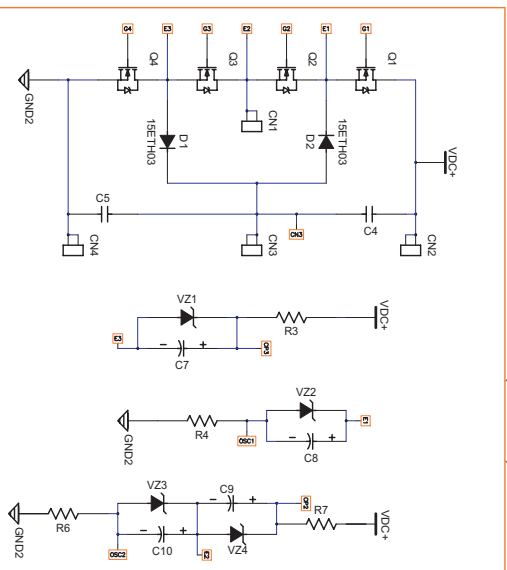 G4
E3
G3
E2
G2
E1
G1
Q4
Q3
Q2
Q1
GND2
CN1
VDC+
D1
15ETH03
D2
15ETH03
C5
C4
CN3
CN4
CN3
CN2
VZ1
R3
VDC+
E3
C7
CP3
VZ2
E1
R4
OSC1
C8
GND2
VZ3
C9
CP2
R7
VDC+
R6
OSC2
C10
E2
VZ4
GND2